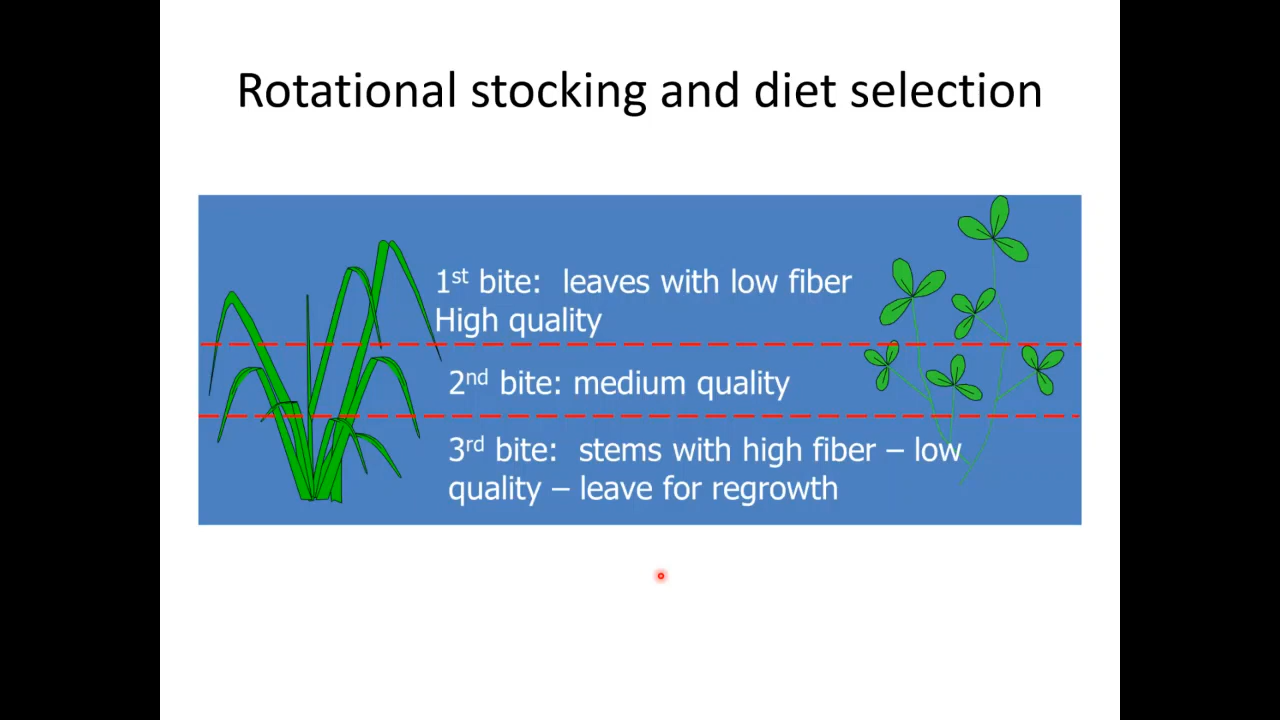 Rotational stocking and diet selection
1st bite:  leaves with low fiber
High quality
2nd bite: medium quality
3rd bite:  stems with high fiber – low
quality – leave for regrowth